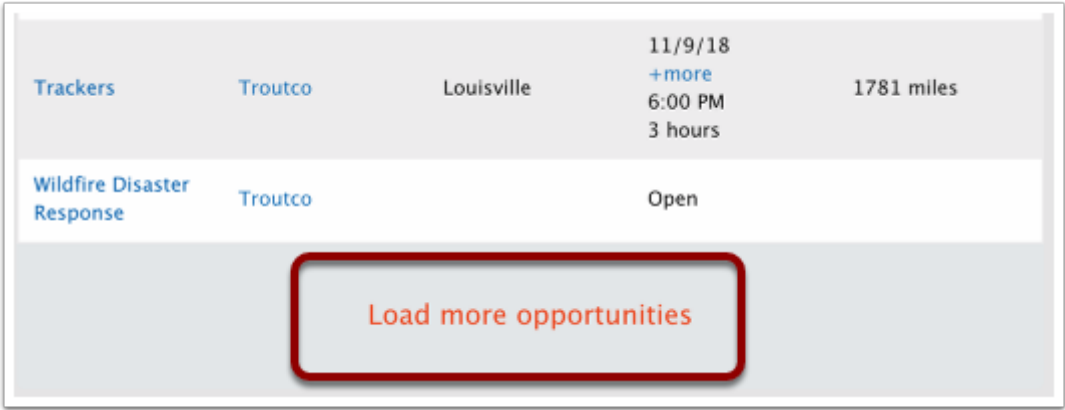 Trackers
Troutco
Louisville
11/9/18
+more
6:00 PM
3 hours
1781 miles
Wildfire Disaster
Response
Troutco
Open
Load more opportunities